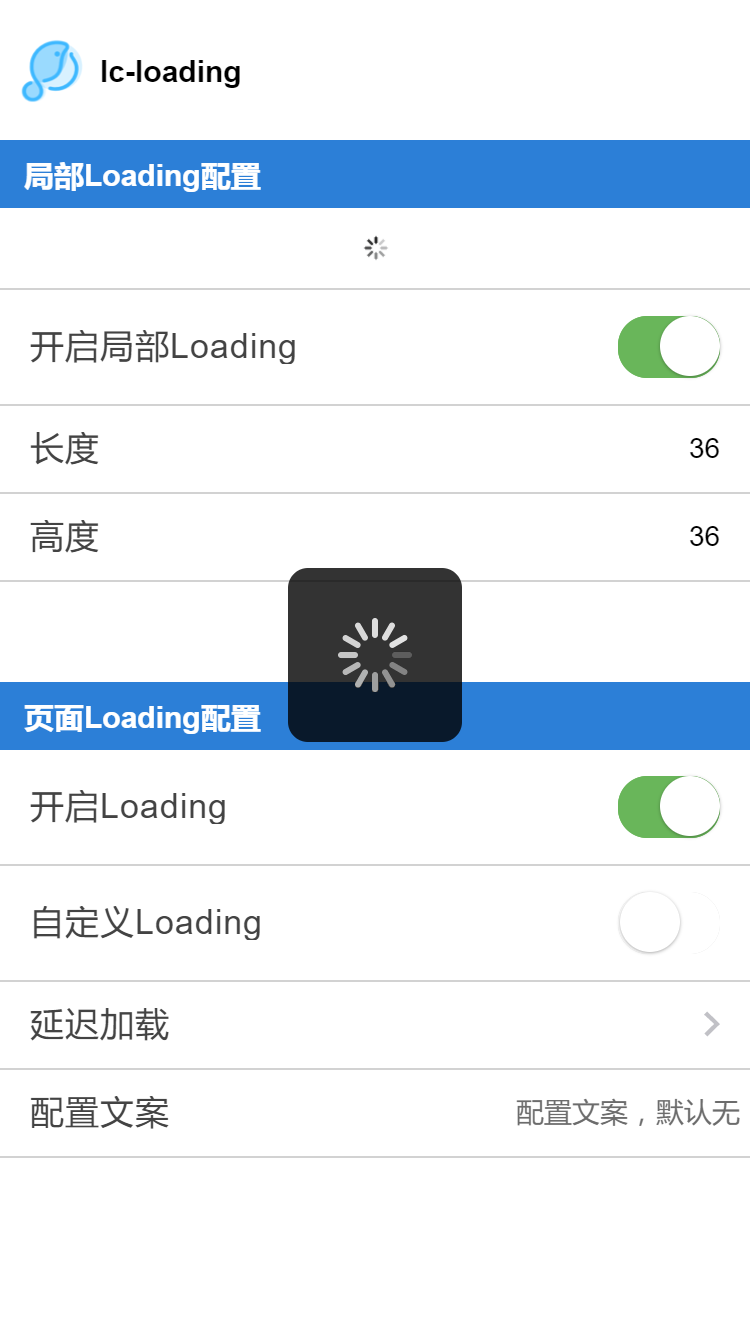 lc-loading
局部Loading配置
开启局部Loading
长度 36
高度 36
页面Loading配置
开启Loading
自定义Loading
延迟加载
配置文案 配置文案，默认无